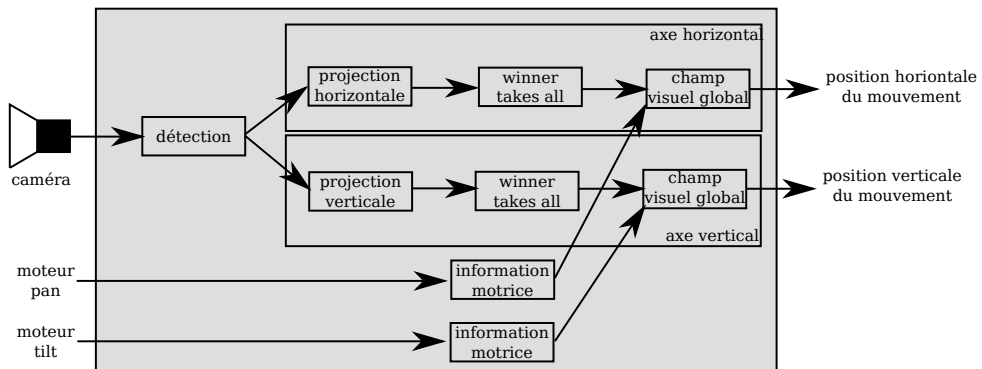 axe horizontal
projection
horizontale
winner
takes all
champ
visuel global
position horiontale
du mouvement
caméra
détection
projection
verticale
winner
takes all
champ
visuel global
position verticale
du mouvement
axe vertical
moteur
pan
information
motrice
moteur
tilt
information
motrice